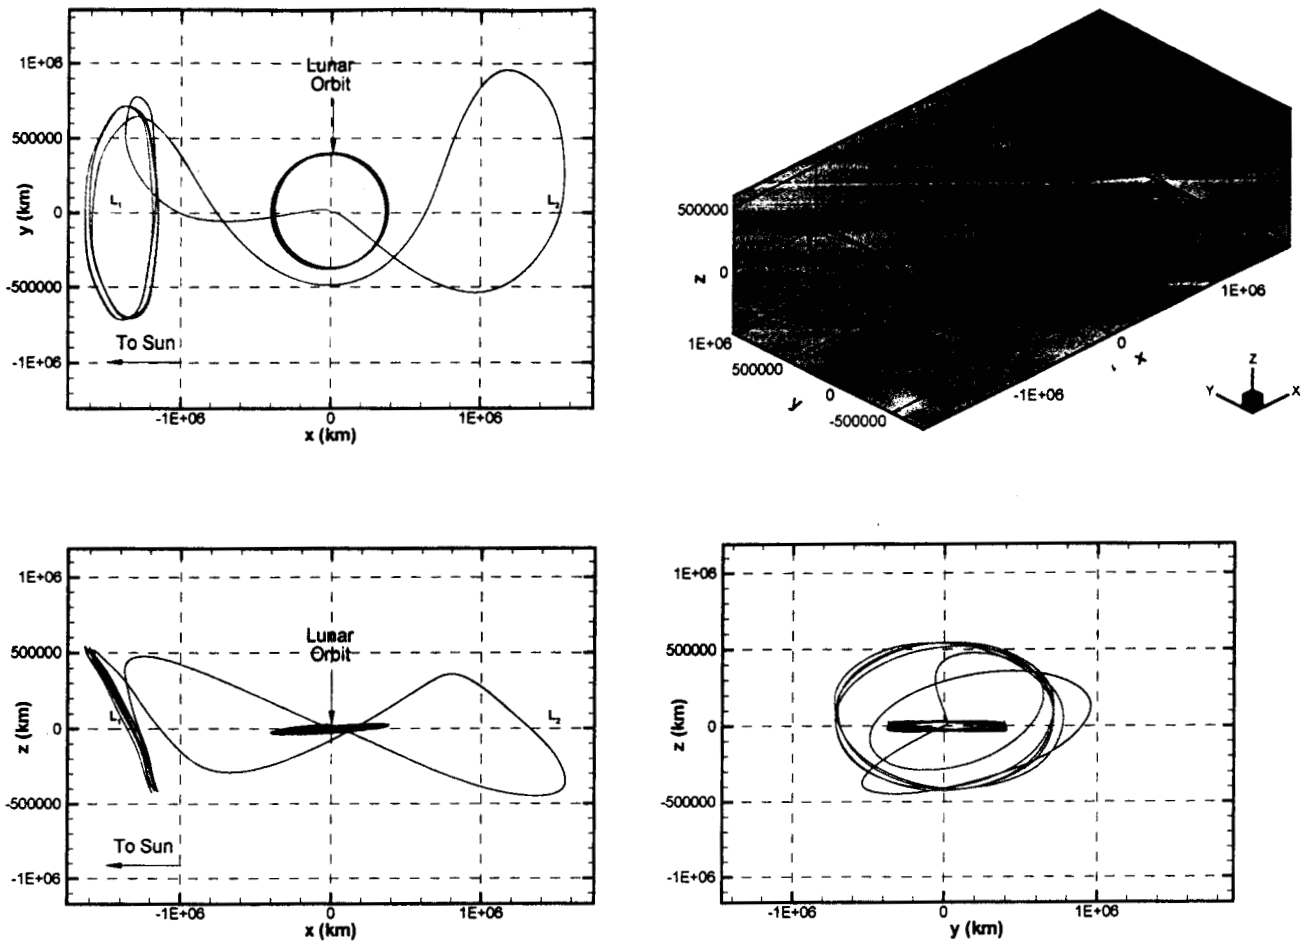 1E+06
500000
0
-500000
-1E+06
y (km)
Lunar
Orbit
L₁
L₂
To Sun
-1E+06
0
1E+06
x (km)
500000
0
z
1E+06
500000
0
-500000
y
-1E+06
0
1E+06
x
Z
Y
X
1E+06
500000
0
-500000
-1E+06
z (km)
Lunar
Orbit
L₁
L₂
To Sun
-1E+06
0
1E+06
x (km)
1E+06
500000
0
-500000
-1E+06
z (km)
-1E+06
0
1E+06
y (km)